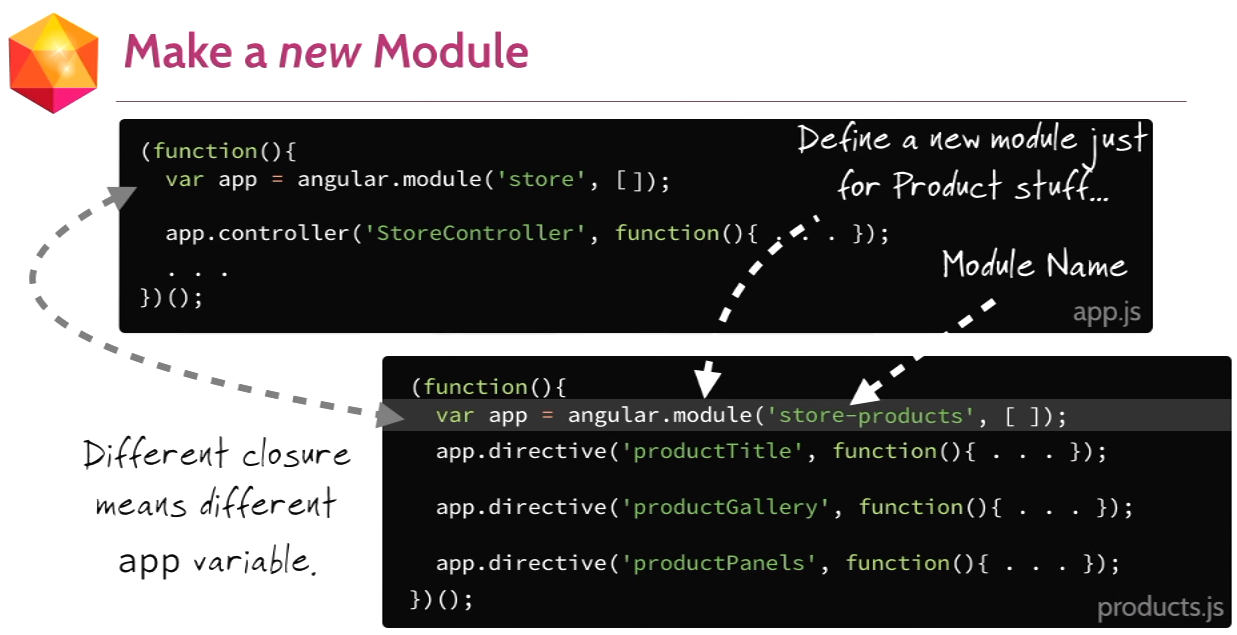 Make a new Module
(function(){
var app = angular.module('store', []);
app.controller('StoreController', function(){ . . . });
. . .
})();
app.js
Define a new module just
for Product stuff...
Module Name
(function(){
var app = angular.module('store-products', [ ]);
app.directive('productTitle', function(){ . . . });
app.directive('productGallery', function(){ . . . });
app.directive('productPanels', function(){ . . . });
})();
products.js
Different closure
means different
app variable.